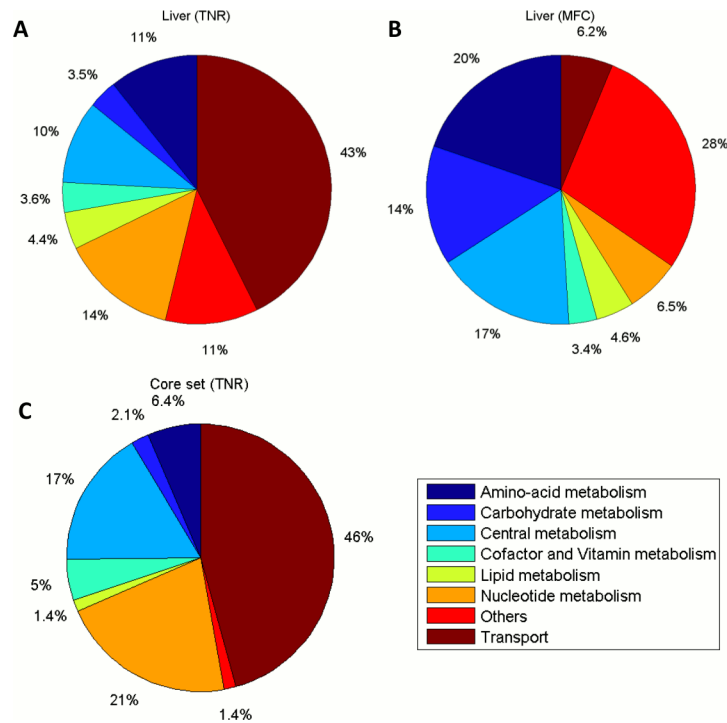 A
Liver (TNR)
11%
3.5%
10%
3.6%
4.4%
14%
11%
43%
B
Liver (MFC)
6.2%
20%
28%
14%
17%
3.4%
4.6%
6.5%
C
Core set (TNR)
6.4%
2.1%
17%
46%
5%
1.4%
21%
1.4%
Amino-acid metabolism
Carbohydrate metabolism
Central metabolism
Cofactor and Vitamin metabolism
Lipid metabolism
Nucleotide metabolism
Others
Transport